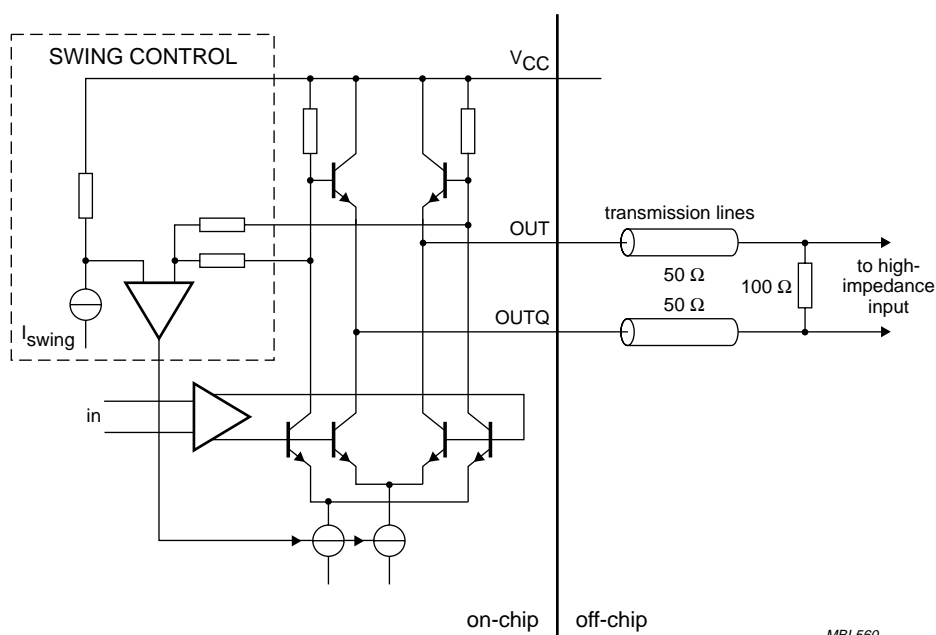 SWING CONTROL
VCC
transmission lines
OUT
50 Ω
50 Ω
100 Ω
to high-
impedance
input
OUTQ
Iswing
in
on-chip
off-chip
MBL560